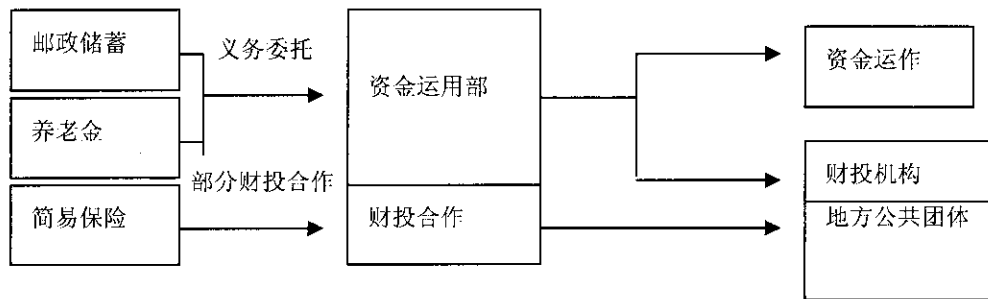 邮政储蓄
义务委托
资金运用部
资金运作
养老金
部分财投合作
财投机构
简易保险
财投合作
地方公共团体